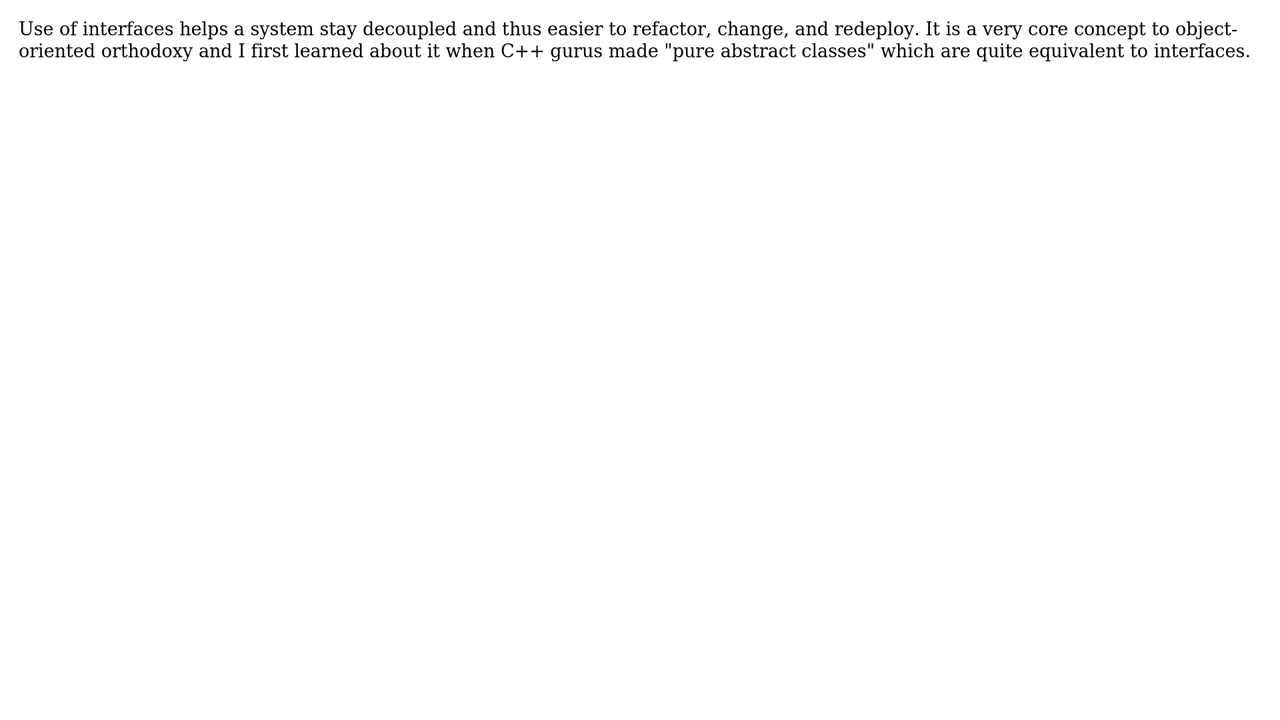 Use of interfaces helps a system stay decoupled and thus easier to refactor, change, and redeploy. It is a very core concept to object-
oriented orthodoxy and I first learned about it when C++ gurus made "pure abstract classes" which are quite equivalent to interfaces.